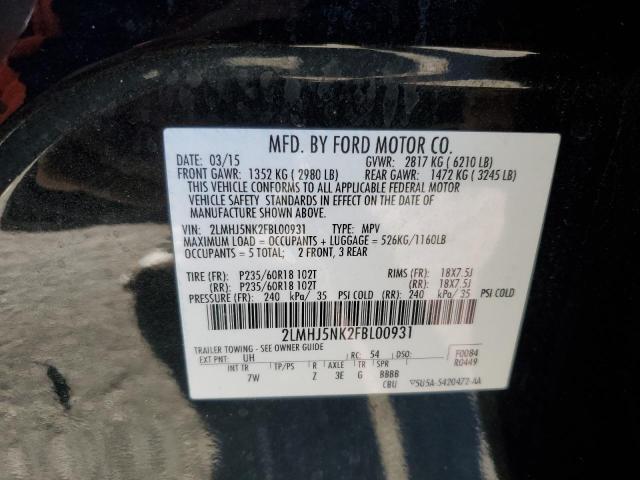 MFD. BY FORD MOTOR CO.
DATE: 03/15 GVWR: 2817 KG ( 6210 LB)
FRONT GAWR: 1352 KG ( 2980 LB) REAR GAWR: 1472 KG ( 3245 LB)
THIS VEHICLE CONFORMS TO ALL APPLICABLE FEDERAL MOTOR
VEHICLE SAFETY STANDARDS IN EFFECT ON THE DATE OF MANUFACTURE
SHOWN ABOVE.
VIN: 2LMHJ5NK2FBL00931 TYPE: MPV
MAXIMUM LOAD = OCCUPANTS + LUGGAGE = 526KG/1160LB
OCCUPANTS = 5 TOTAL; 2 FRONT, 3 REAR
TIRE (FR): P235/60R18 102T RIMS (FR): 18X7.5J
(RR): P235/60R18 102T (RR): 18X7.5J
PRESSURE (FR): 240 kPa/ 35 PSI COLD (RR): 240 kPa/ 35 PSI COLD
2LMHJ5NK2FBL00931
TRAILER TOWING - SEE OWNER GUIDE
EXT PNT: UH RC: 54 DSO: F0084
INT TR TP/PS R AXLE TR SPR R0449
7W Z 3E G BBBB
CBU 5U5A-5420472-AA